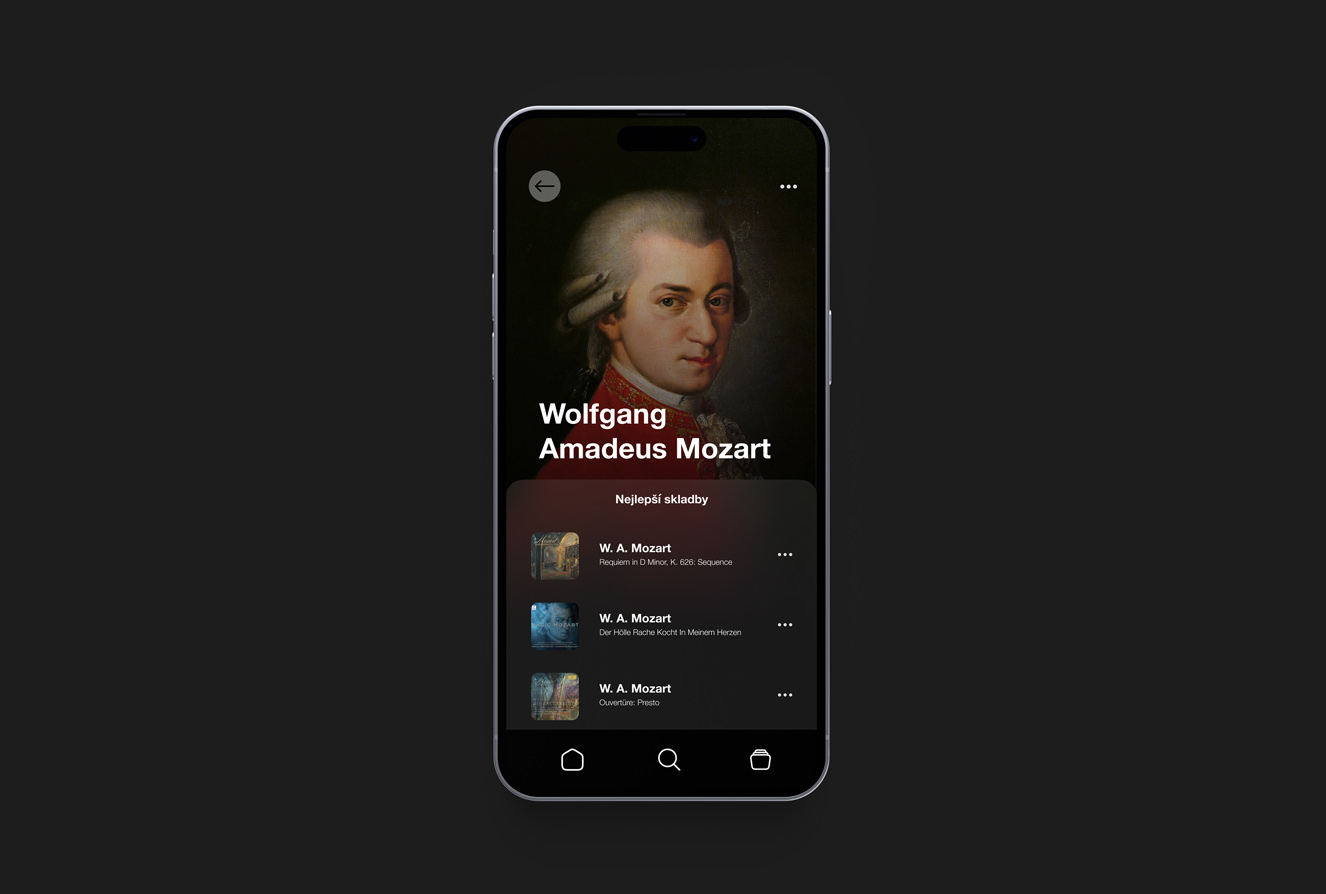 Wolfgang
Amadeus Mozart
Nejlepší skladby
W. A. Mozart
Requiem in D Minor, K. 626: Sequence
MOZART
W. A. Mozart
Der Hölle Rache Kocht In Meinem Herzen
W. A. Mozart
Ouvertüre: Presto